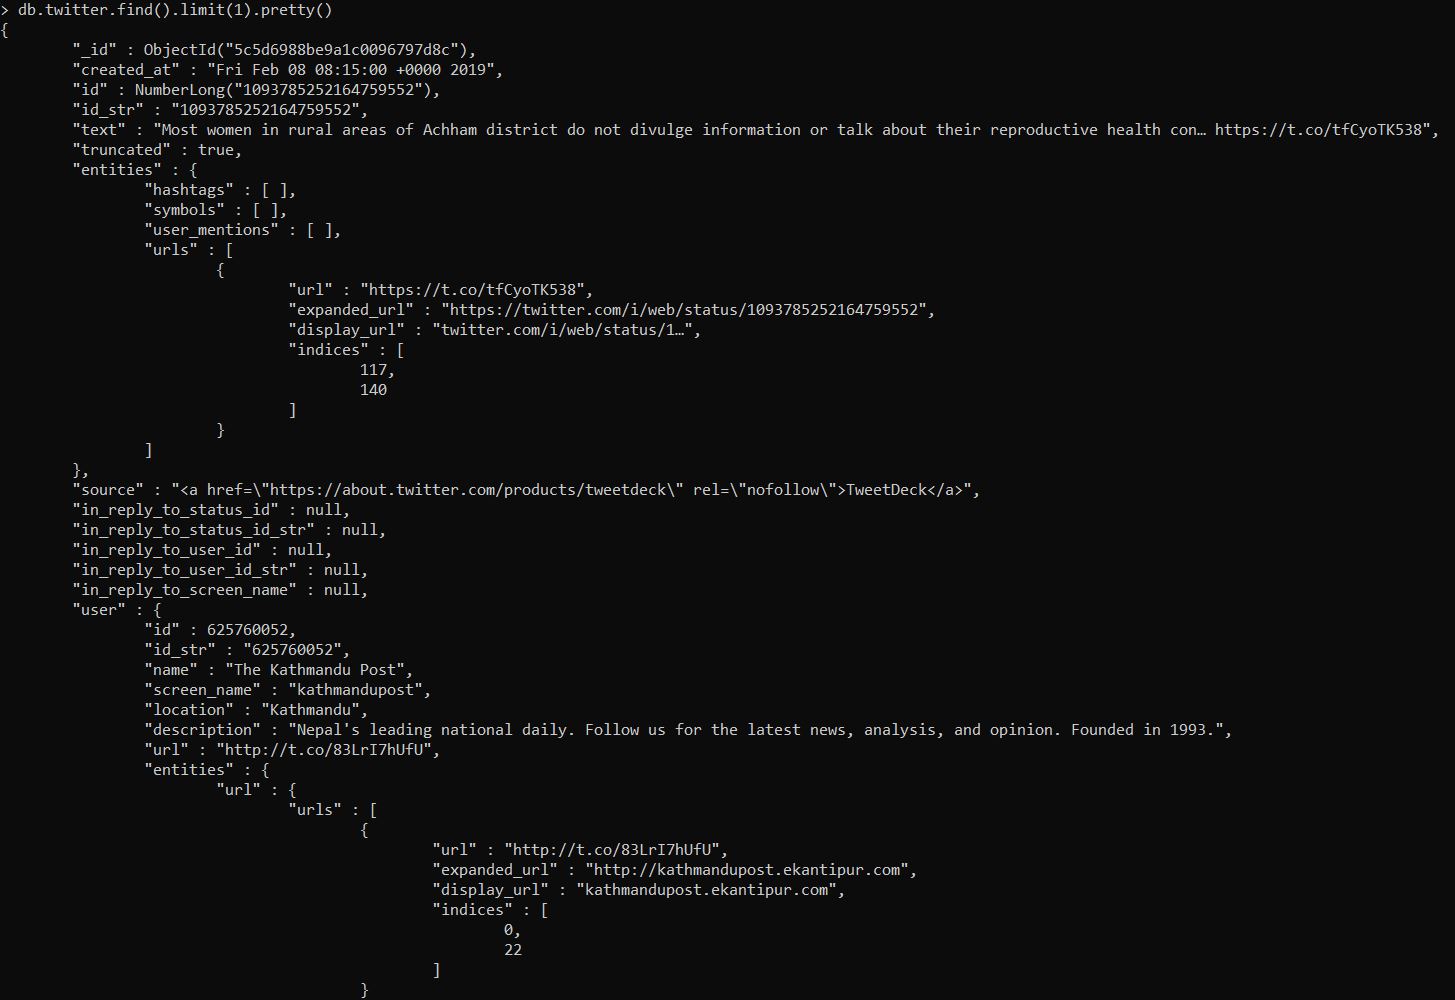 > db.twitter.find().limit(1).pretty()
{
        "_id" : ObjectId("5c5d6988be9a1c0096797d8c"),
        "created_at" : "Fri Feb 08 08:15:00 +0000 2019",
        "id" : NumberLong("1093785252164759552"),
        "id_str" : "1093785252164759552",
        "text" : "Most women in rural areas of Achham district do not divulge information or talk about their reproductive health con… https://t.co/tfCyoTK538",
        "truncated" : true,
        "entities" : {
                "hashtags" : [ ],
                "symbols" : [ ],
                "user_mentions" : [ ],
                "urls" : [
                        {
                                "url" : "https://t.co/tfCyoTK538",
                                "expanded_url" : "https://twitter.com/i/web/status/1093785252164759552",
                                "display_url" : "twitter.com/i/web/status/1…",
                                "indices" : [
                                        117,
                                        140
                                ]
                        }
                ]
        },
        "source" : "<a href=\"https://about.twitter.com/products/tweetdeck\" rel=\"nofollow\">TweetDeck</a>",
        "in_reply_to_status_id" : null,
        "in_reply_to_status_id_str" : null,
        "in_reply_to_user_id" : null,
        "in_reply_to_user_id_str" : null,
        "in_reply_to_screen_name" : null,
        "user" : {
                "id" : 625760052,
                "id_str" : "625760052",
                "name" : "The Kathmandu Post",
                "screen_name" : "kathmandupost",
                "location" : "Kathmandu",
                "description" : "Nepal's leading national daily. Follow us for the latest news, analysis, and opinion. Founded in 1993.",
                "url" : "http://t.co/83LrI7hUfU",
                "entities" : {
                        "url" : {
                                "urls" : [
                                        {
                                                "url" : "http://t.co/83LrI7hUfU",
                                                "expanded_url" : "http://kathmandupost.ekantipur.com",
                                                "display_url" : "kathmandupost.ekantipur.com",
                                                "indices" : [
                                                        0,
                                                        22
                                                ]
                                        }